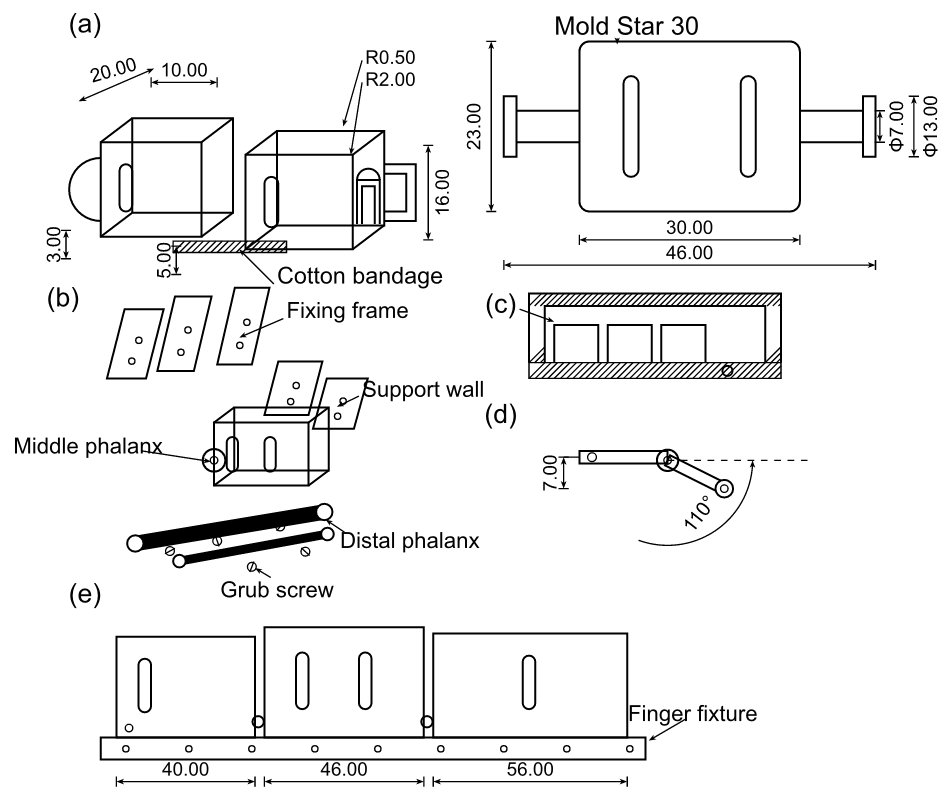 (a)
Mold Star 30
20.00
10.00
R0.50
R2.00
23.00
Φ7.00
Φ13.00
16.00
3.00
5.00
30.00
46.00
Cotton bandage
(b)
Fixing frame
(c)
Support wall
(d)
Middle phalanx
7.00
110°
Distal phalanx
Grub screw
(e)
Finger fixture
40.00
46.00
56.00